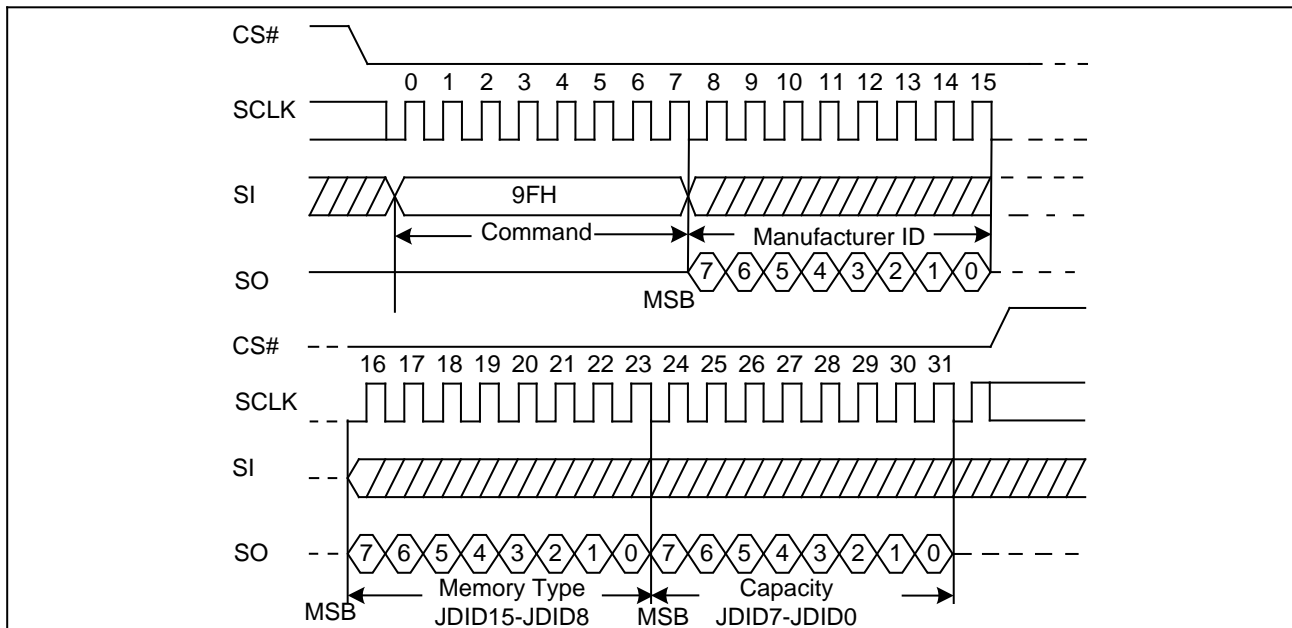 CS#
0 1 2 3 4 5 6 7 8 9 10 11 12 13 14 15
SCLK
SI 9FH
Command Manufacturer ID
SO 7 6 5 4 3 2 1 0
MSB
CS#
16 17 18 19 20 21 22 23 24 25 26 27 28 29 30 31
SCLK
SI
SO 7 6 5 4 3 2 1 0 7 6 5 4 3 2 1 0
Memory Type Capacity
MSB JDID15-JDID8 MSB JDID7-JDID0